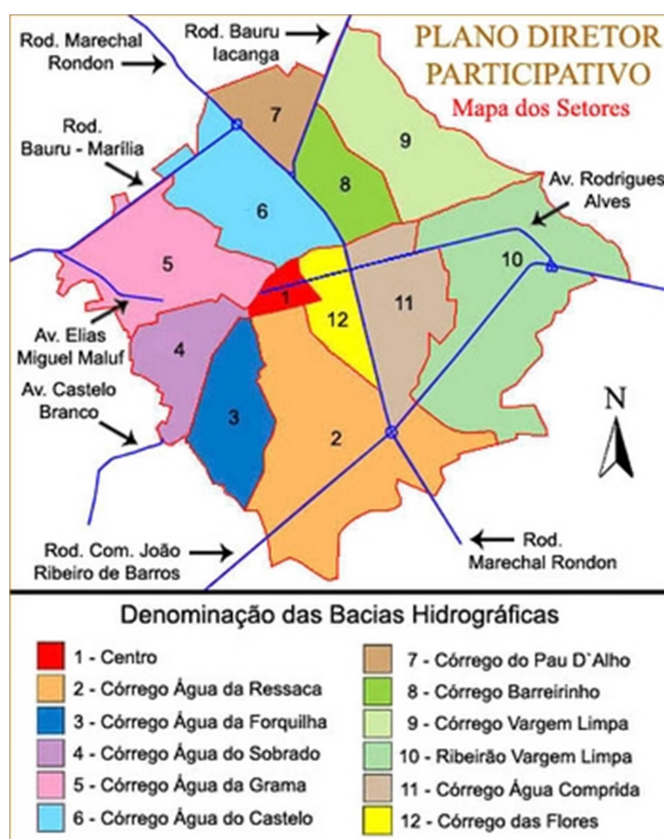 PLANO DIRETOR
PARTICIPATIVO
Mapa dos Setores
Rod. Marechal
Rondon
Rod. Bauru
Iacanga
Rod.
Bauru - Marília
Av. Rodrigues
Alves
Av. Elias
Miguel Maluf
Av. Castelo
Branco
Rod. Com. João
Ribeiro de Barros
Rod.
Marechal Rondon
N
7
9
8
6
5
10
1
11
12
4
3
2
Denominação das Bacias Hidrográficas
1 - Centro
2 - Córrego Água da Ressaca
3 - Córrego Água da Forquilha
4 - Córrego Água do Sobrado
5 - Córrego Água da Grama
6 - Córrego Água do Castelo
7 - Córrego do Pau D`Alho
8 - Córrego Barreirinho
9 - Córrego Vargem Limpa
10 - Ribeirão Vargem Limpa
11 - Córrego Água Comprida
12 - Córrego das Flores